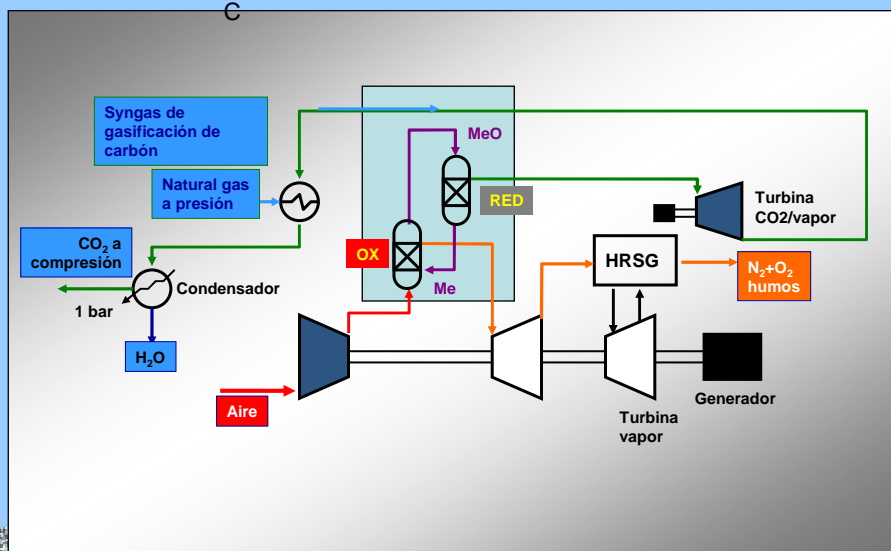 C
Syngas de
gasificación de
carbón
MeO
Natural gas
a presión
RED
Turbina
CO2/vapor
CO₂ a
compresión
OX
HRSG
N₂+O₂
humos
Condensador
Me
1 bar
H₂O
Aire
Generador
Turbina
vapor